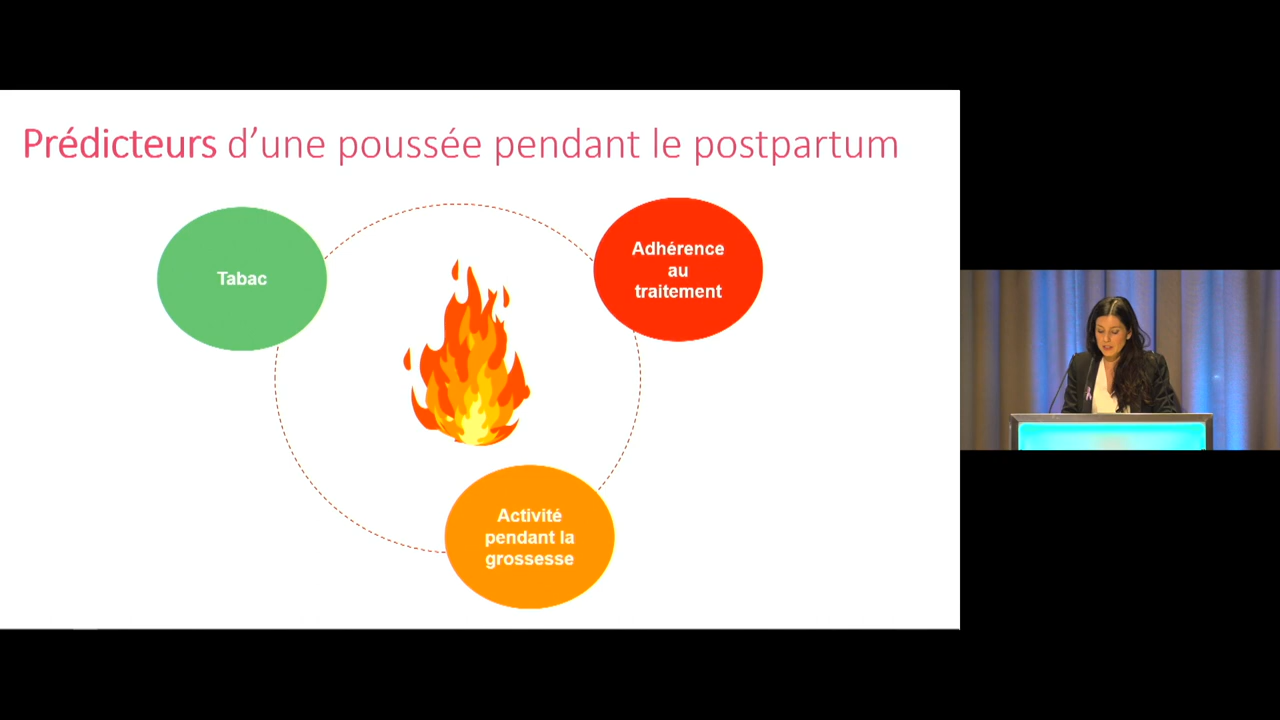 Prédicteurs d’une poussée pendant le postpartum
Tabac
Adhérence
au
traitement
Activité
pendant la
grossesse